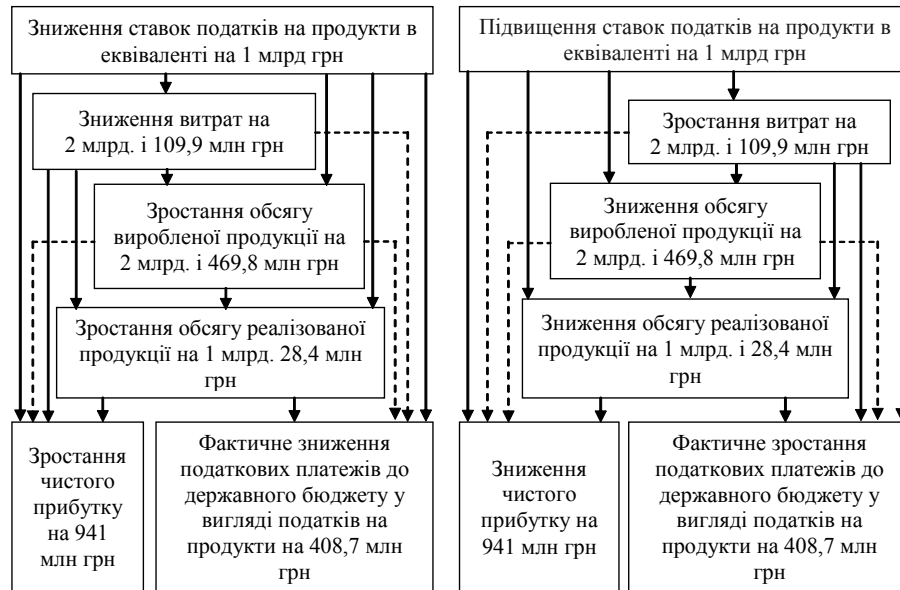 Зниження ставок податків на продукти в
еквіваленті на 1 млрд грн
Зниження витрат на
2 млрд. і 109,9 млн грн
Зростання обсягу
виробленої продукції на
2 млрд. і 469,8 млн грн
Зростання обсягу реалізованої
продукції на 1 млрд. 28,4 млн
грн
Зростання
чистого
прибутку
на 941
млн грн
Фактичне зниження
податкових платежів до
державного бюджету у
вигляді податків на
продукти на 408,7 млн
грн
Підвищення ставок податків на продукти в
еквіваленті на 1 млрд грн
Зростання витрат на
2 млрд. і 109,9 млн грн
Зниження обсягу
виробленої продукції на
2 млрд. і 469,8 млн грн
Зниження обсягу реалізованої
продукції на 1 млрд. і 28,4 млн
грн
Зниження
чистого
прибутку на
941 млн грн
Фактичне зростання
податкових платежів до
державного бюджету у
вигляді податків на
продукти на 408,7 млн
грн